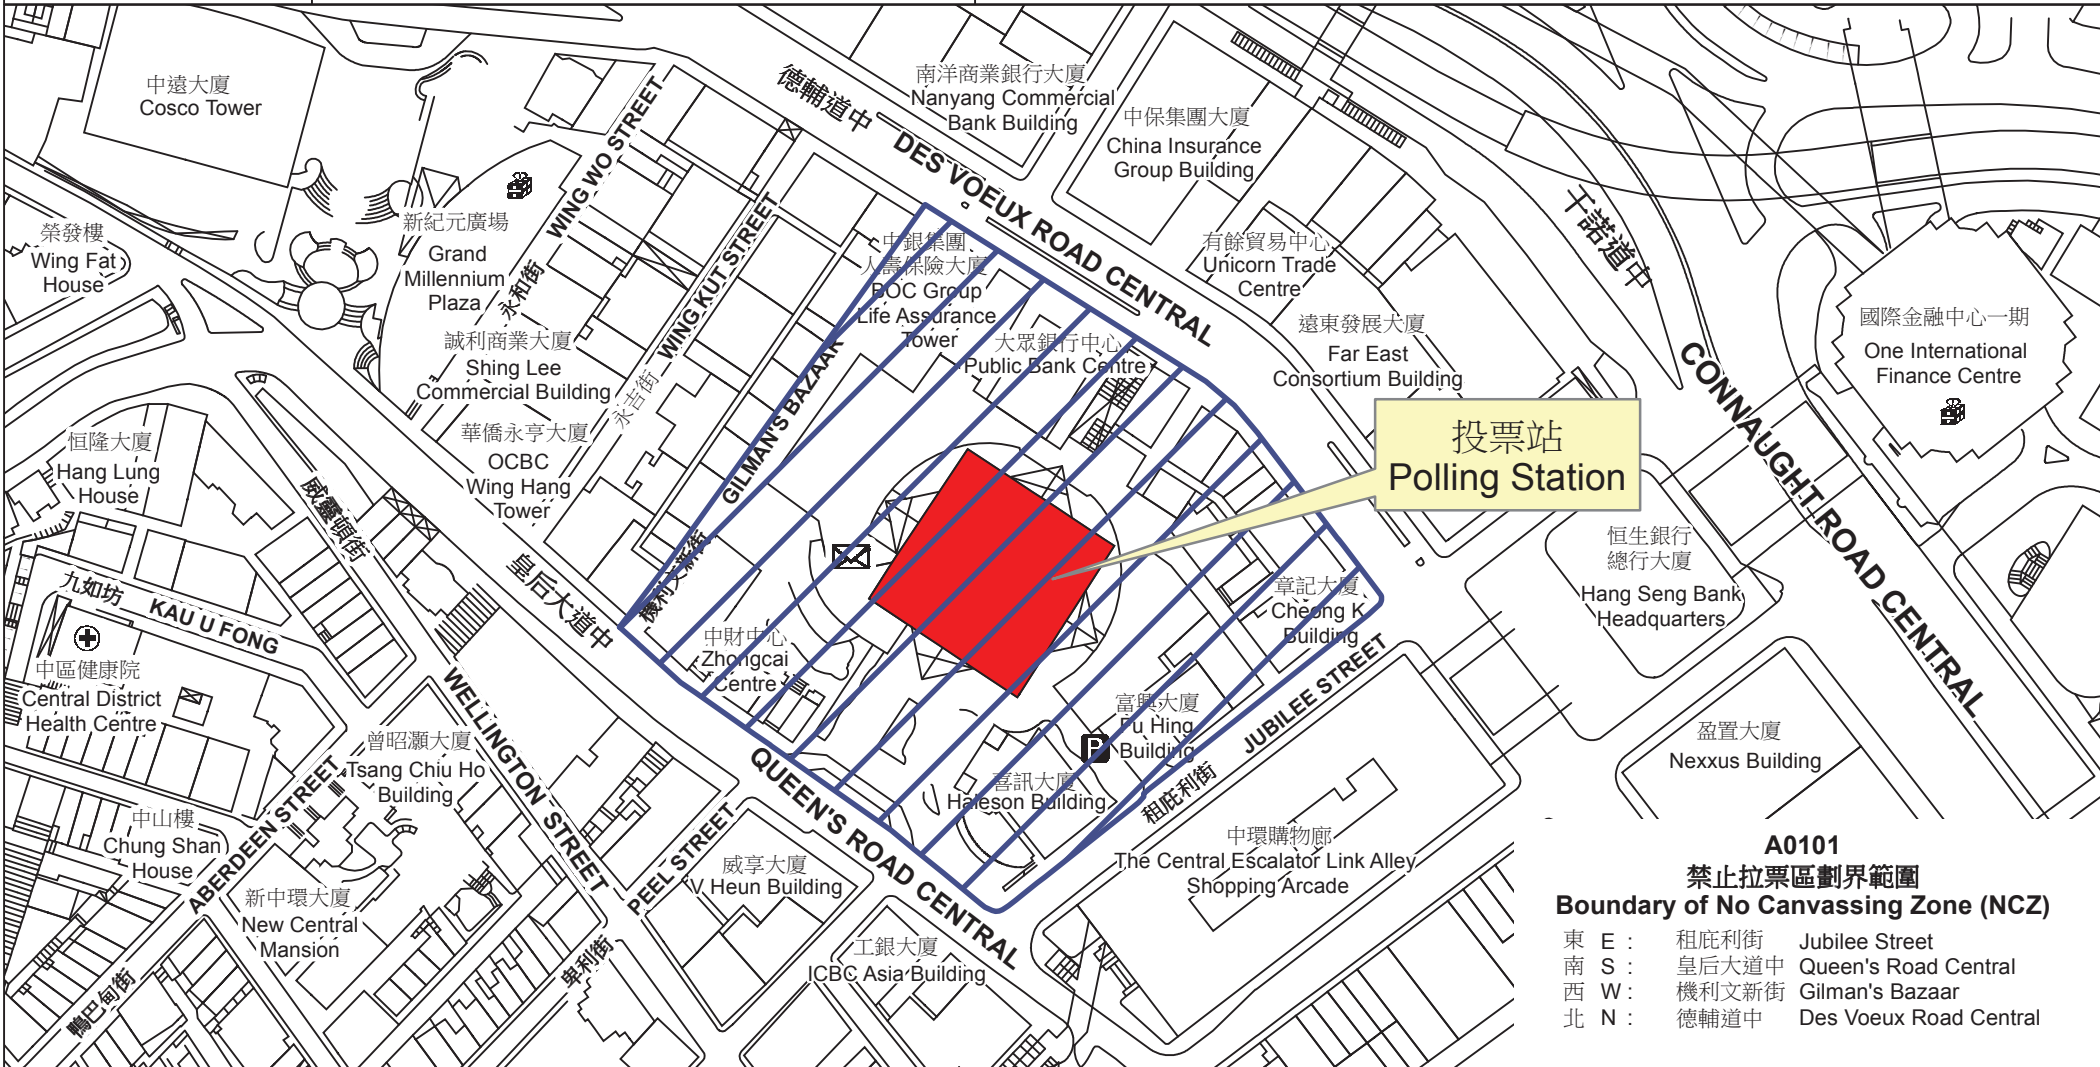 中遠大廈
Cosco Tower
榮發樓
Wing Fat
House
新紀元廣場
Grand
Millennium
Plaza
WING WO STREET
永和街
誠利商業大廈
Shing Lee
Commercial Building
WING KUT STREET
永吉街
華僑永亨大廈
OCBC
Wing Hang
Tower
恒隆大廈
Hang Lung
House
威靈頓街
WELLINGTON STREET
九如坊
KAU U FONG
中區健康院
Central District
Health Centre
曾昭灝大廈
Tsang Chiu Ho
Building
中山樓
Chung Shan
House
ABERDEEN STREET
鴨巴甸街
新中環大廈
New Central
Mansion
PEEL STREET
卑利街
威享大廈
V Heun Building
工銀大廈
ICBC Asia Building
皇后大道中
QUEEN'S ROAD CENTRAL
德輔道中
DES VOEUX ROAD CENTRAL
南洋商業銀行大廈
Nanyang Commercial
Bank Building
中保集團大廈
China Insurance
Group Building
有餘貿易中心
Unicorn Trade
Centre
遠東發展大廈
Far East
Consortium Building
干諾道中
CONNAUGHT ROAD CENTRAL
國際金融中心一期
One International
Finance Centre
中銀集團
人壽保險大廈
BOC Group
Life Assurance
Tower
大眾銀行中心
Public Bank Centre
GILMAN'S BAZAAR
機利文新街
中財中心
Zhongcai
Centre
投票站
Polling Station
章記大廈
Cheong K
Building
富興大廈
Fu Hing
Building
P
喜訊大廈
Haleson Building
JUBILEE STREET
租庇利街
中環購物廊
The Central Escalator Link Alley
Shopping Arcade
恒生銀行
總行大廈
Hang Seng Bank
Headquarters
盈置大廈
Nexxus Building
A0101
禁止拉票區劃界範圍
Boundary of No Canvassing Zone (NCZ)
東 E : 租庇利街 Jubilee Street
南 S : 皇后大道中 Queen's Road Central
西 W : 機利文新街 Gilman's Bazaar
北 N : 德輔道中 Des Voeux Road Central